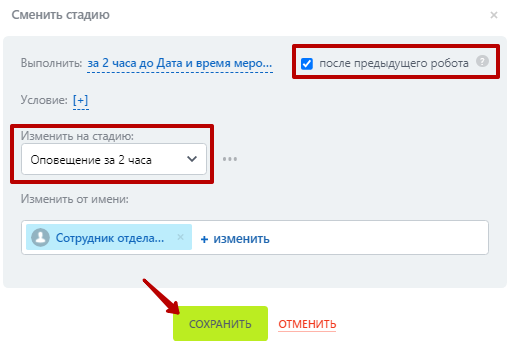 Сменить стадию
Выполнить: за 2 часа до Дата и время меро... после предыдущего робота ?
Условие: [+]
Изменить на стадию:
Оповещение за 2 часа
Изменить от имени:
Сотрудник отдела... × + изменить
СОХРАНИТЬ ОТМЕНИТЬ